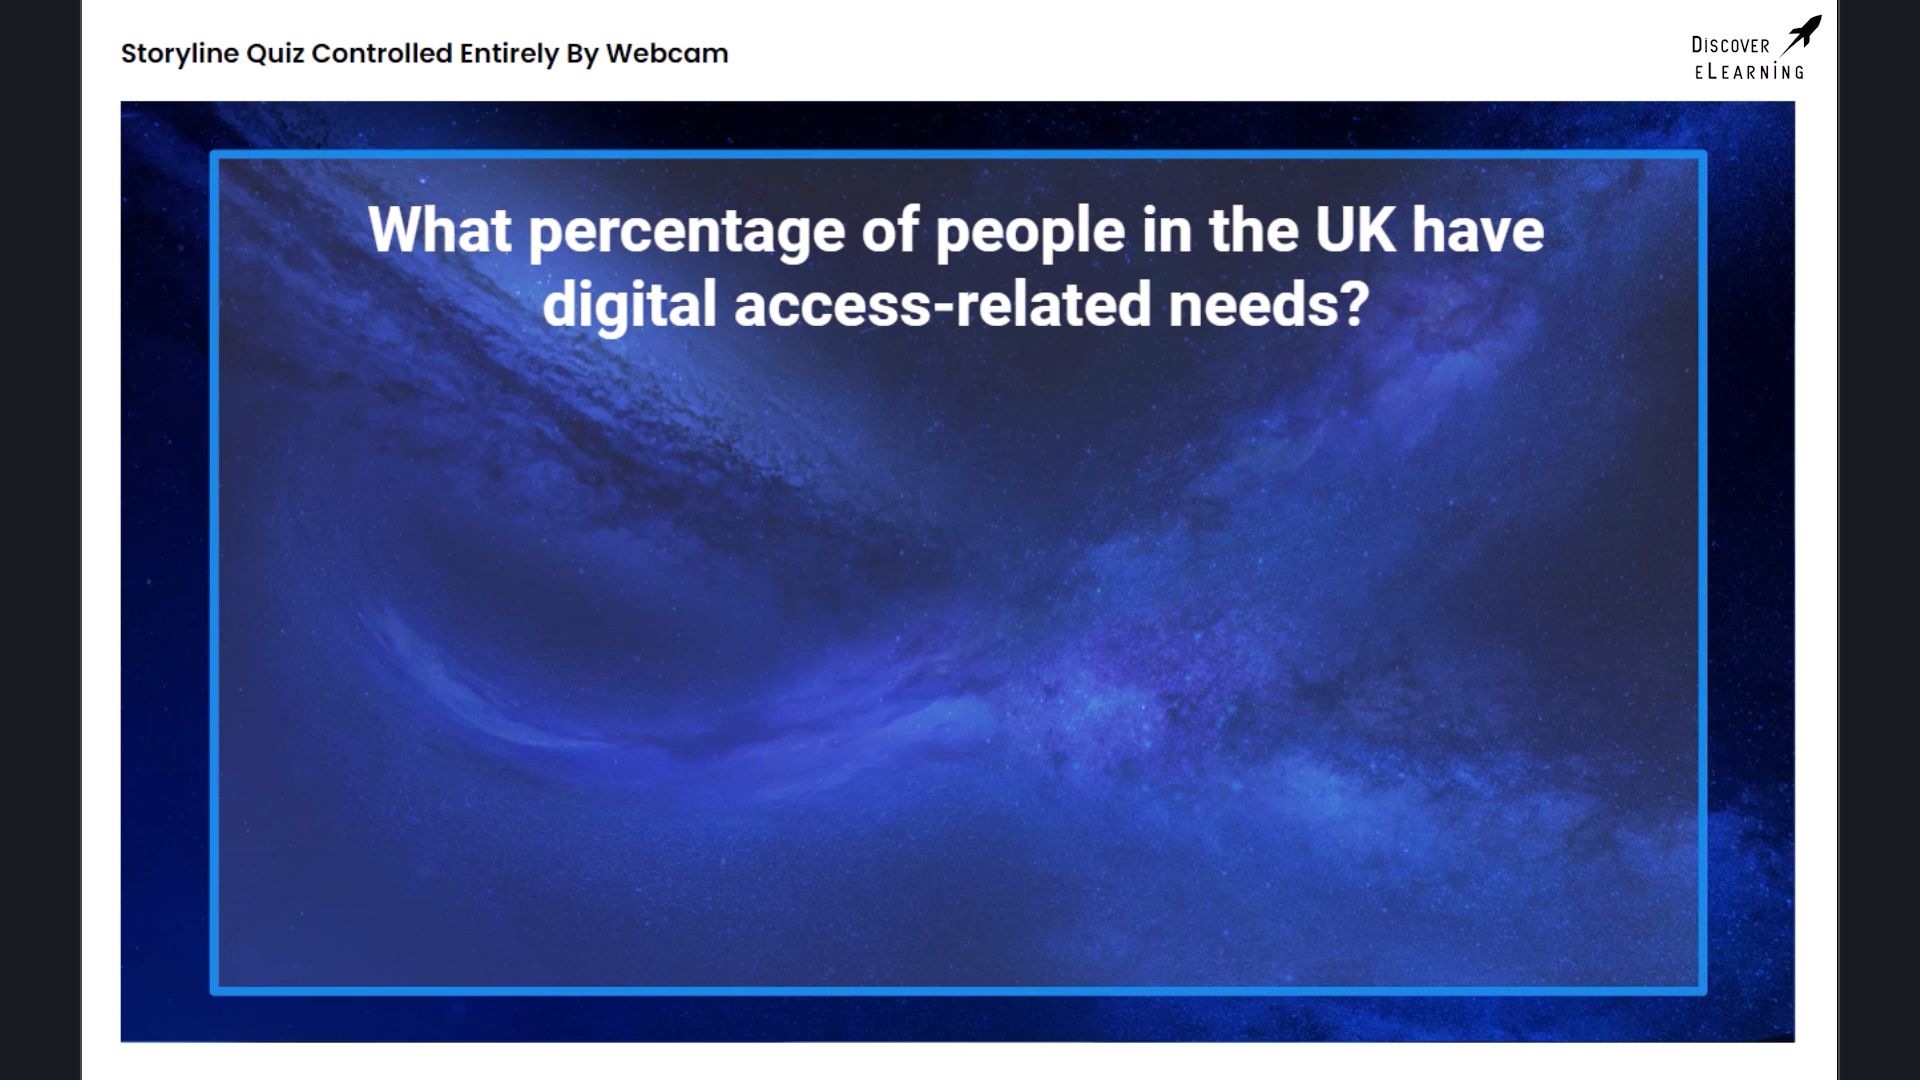 Storyline Quiz Controlled Entirely By Webcam
DISCOVER
eLEARNING
What percentage of people in the UK have
digital access-related needs?